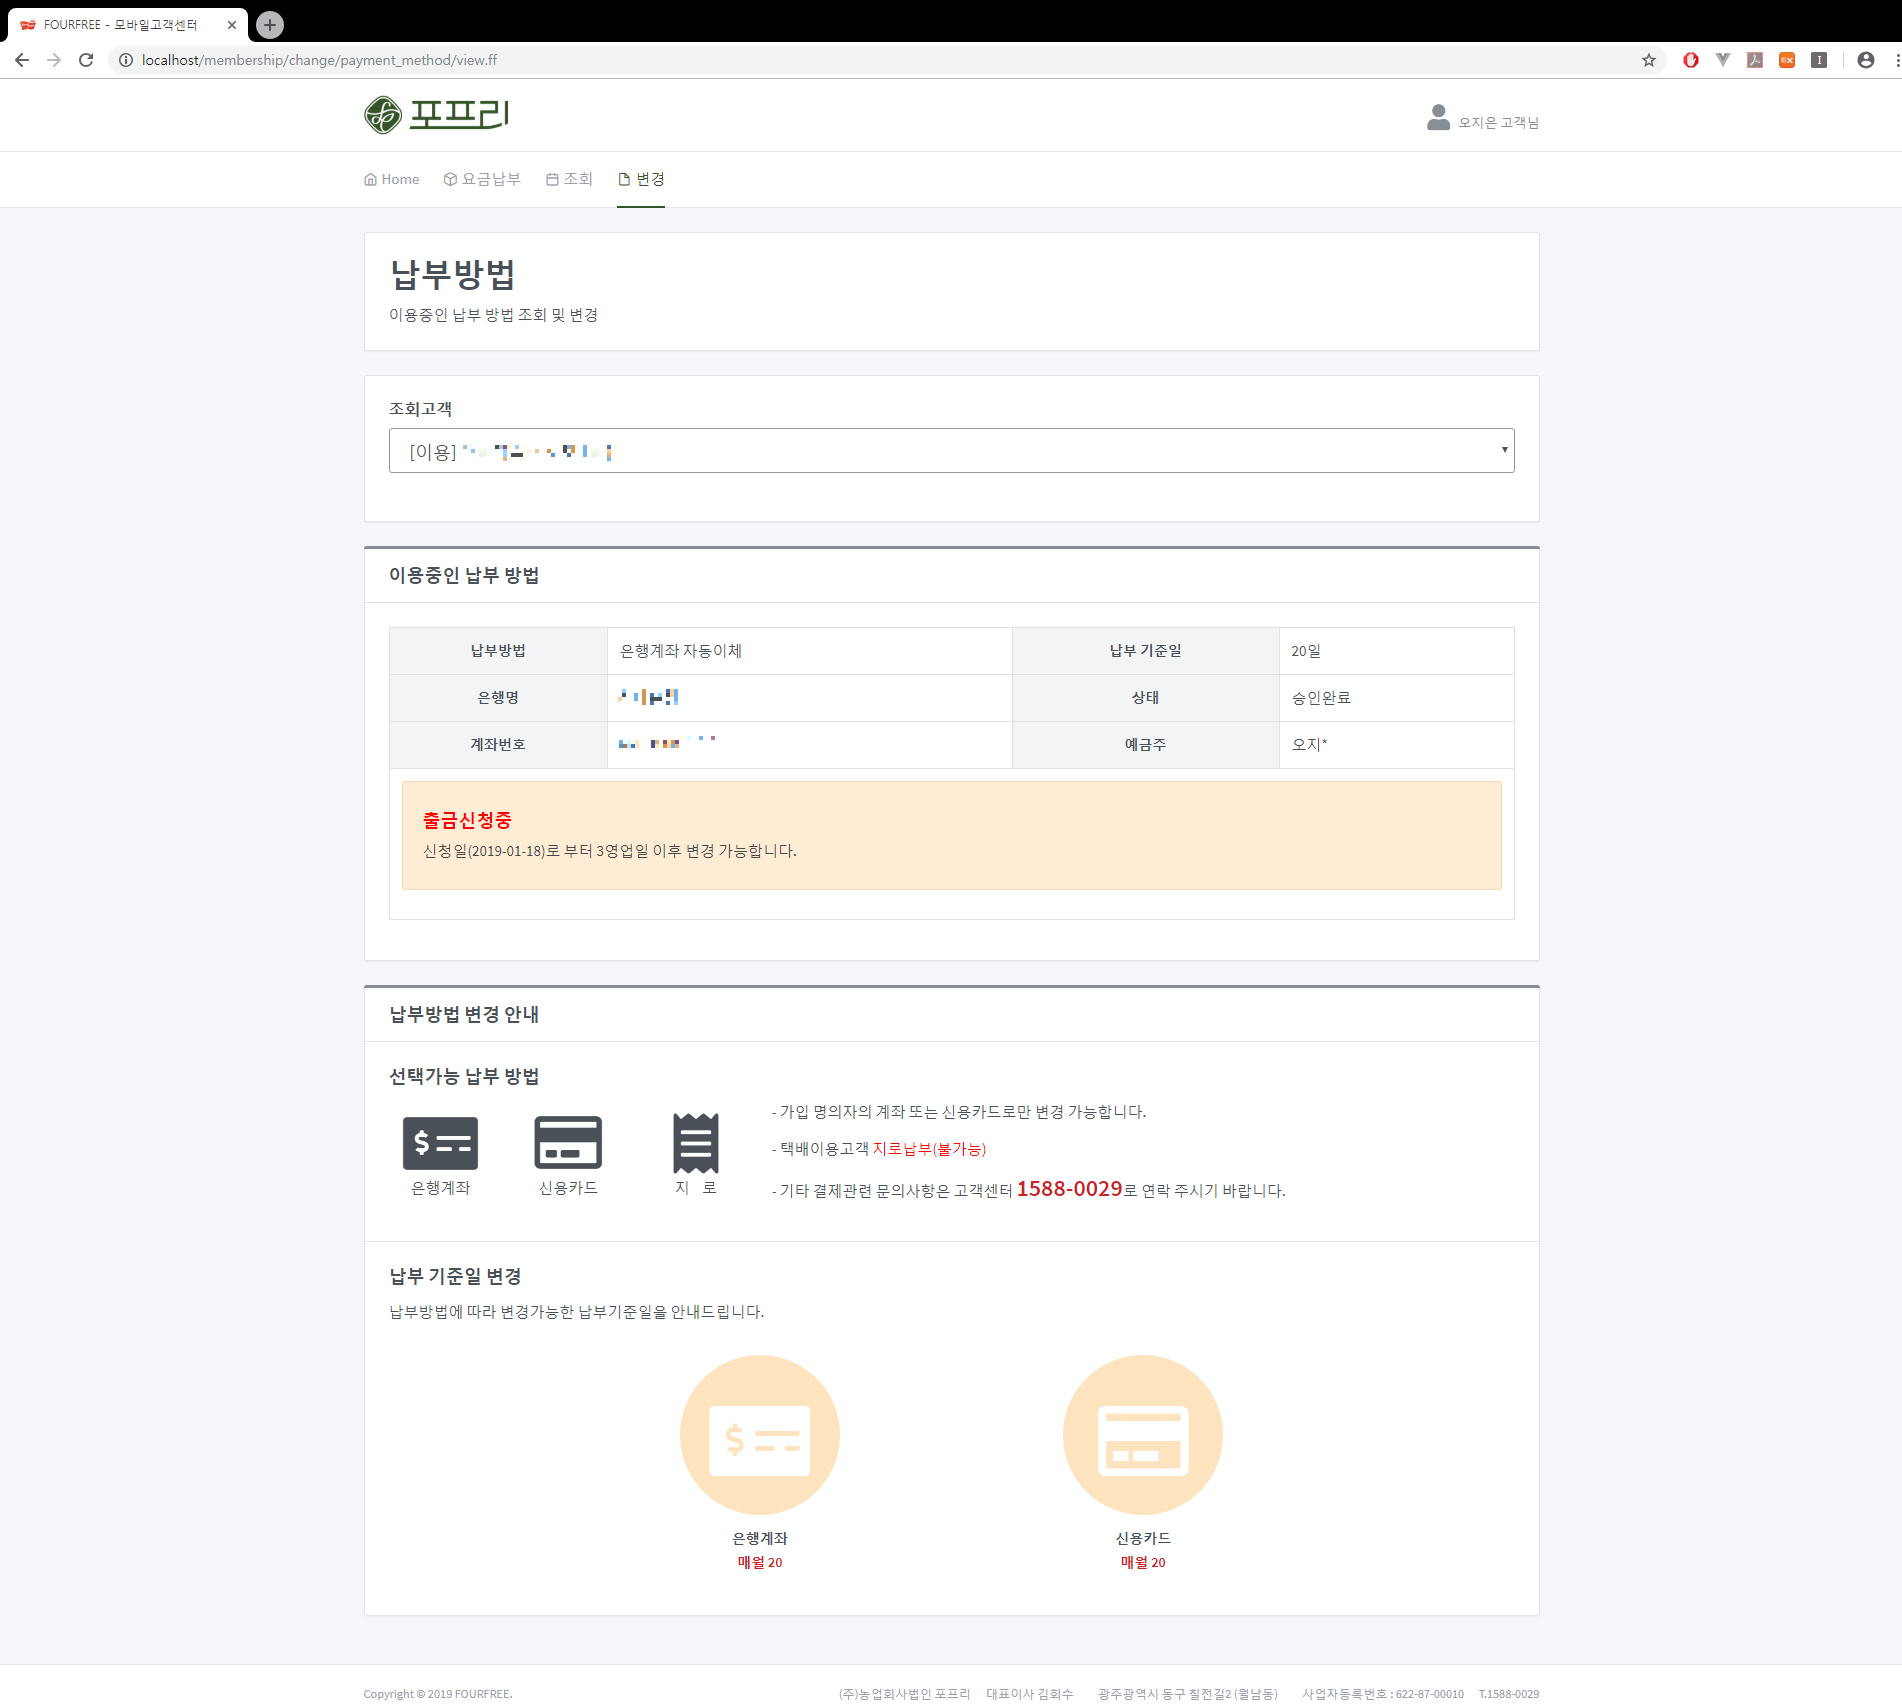 FOURFREE - 모바일고객센터
localhost/membership/change/payment_method/view.ff
포프리
오지은 고객님
Home 요금납부 조회 변경
납부방법
이용중인 납부 방법 조회 및 변경
조회고객
[이용]
이용중인 납부 방법
납부방법 은행계좌 자동이체 납부 기준일 20일
은행명 상태 승인완료
계좌번호 예금주 오지*
출금신청중
신청일(2019-01-18)로 부터 3영업일 이후 변경 가능합니다.
납부방법 변경 안내
선택가능 납부 방법
은행계좌 신용카드 지 로
- 가입 명의자의 계좌 또는 신용카드로만 변경 가능합니다.
- 택배이용고객 지로납부(불가능)
- 기타 결제관련 문의사항은 고객센터 1588-0029로 연락 주시기 바랍니다.
납부 기준일 변경
납부방법에 따라 변경가능한 납부기준일을 안내드립니다.
은행계좌 신용카드
매월 20 매월 20
Copyright © 2019 FOURFREE. (주)농업회사법인 포프리 대표이사 김회수 광주광역시 동구 칠전길2 (월남동) 사업자등록번호 : 622-87-00010 T.1588-0029